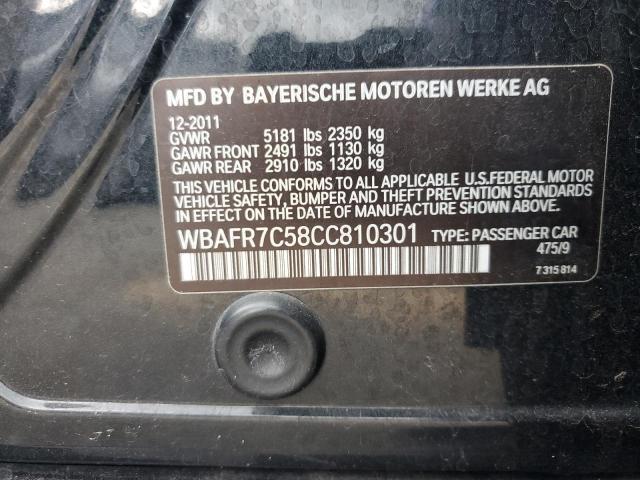 MFD BY BAYERISCHE MOTOREN WERKE AG
12-2011
GVWR 5181 lbs 2350 kg
GAWR FRONT 2491 lbs 1130 kg
GAWR REAR 2910 lbs 1320 kg
THIS VEHICLE CONFORMS TO ALL APPLICABLE U.S.FEDERAL MOTOR
VEHICLE SAFETY, BUMPER AND THEFT PREVENTION STANDARDS
IN EFFECT ON THE DATE OF MANUFACTURE SHOWN ABOVE.
WBAFR7C58CC810301 TYPE: PASSENGER CAR
475/9
7 315 814